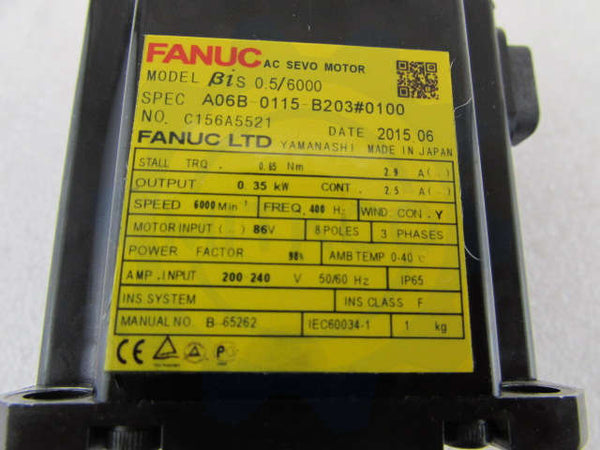 FANUC AC SEVO MOTOR
MODEL βiS 0.5/6000
SPEC A06B-0115-B203#0100
NO. C156A5521 DATE 2015.06
FANUC LTD YAMANASHI MADE IN JAPAN
STALL TRQ. 0.65 Nm 2.9 A(~)
OUTPUT 0.35 kW CONT. 2.5 A(~)
SPEED 6000 Min⁻¹ FREQ. 400 Hz WIND. CON. Y
MOTOR INPUT (~) 86V 8 POLES 3 PHASES
POWER FACTOR 98% AMB TEMP 0-40℃
AMP. INPUT 200-240 V 50/60 Hz IP65
INS SYSTEM INS CLASS F
MANUAL NO. B-65262 IEC60034-1 1 kg
CE